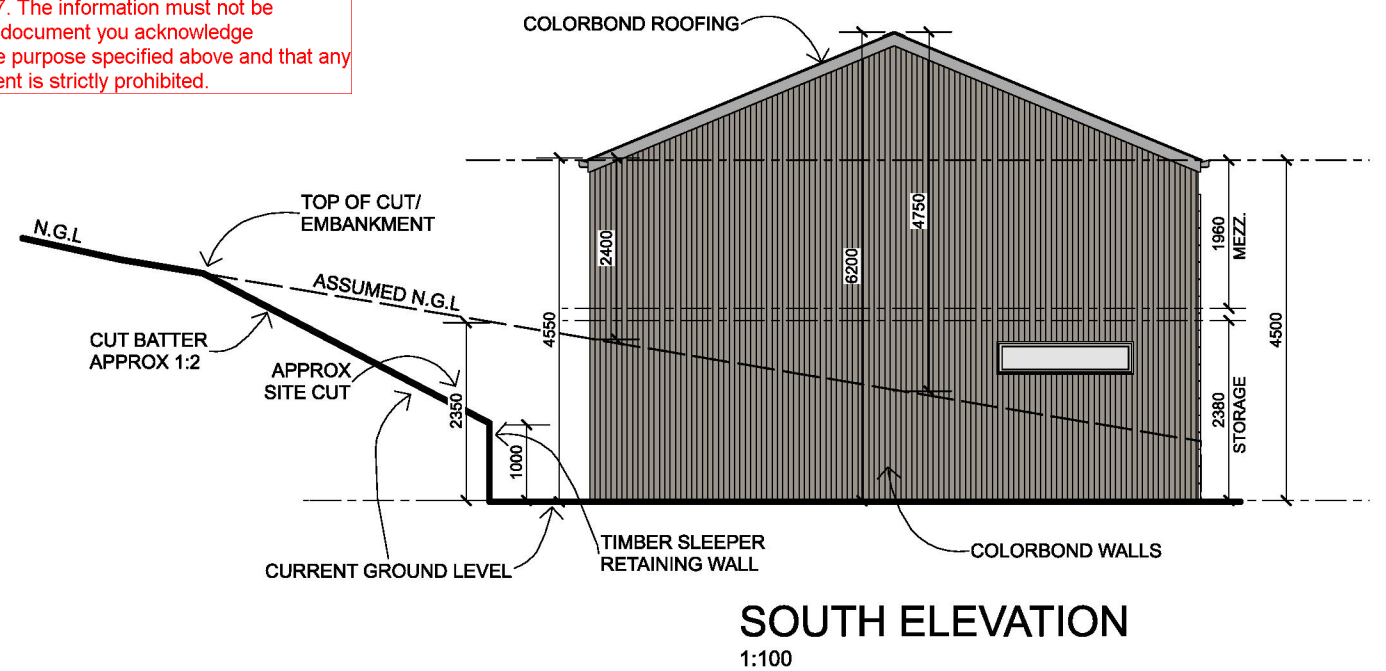 7. The information must not be
document you acknowledge
e purpose specified above and that any
ent is strictly prohibited.
COLORBOND ROOFING
TOP OF CUT/
EMBANKMENT
N.G.L
ASSUMED N.G.L
CUT BATTER
APPROX 1:2
APPROX
SITE CUT
2350
1000
4550
2400
6200
4750
1960
MEZZ.
2380
STORAGE
4500
CURRENT GROUND LEVEL
TIMBER SLEEPER
RETAINING WALL
COLORBOND WALLS
SOUTH ELEVATION
1:100